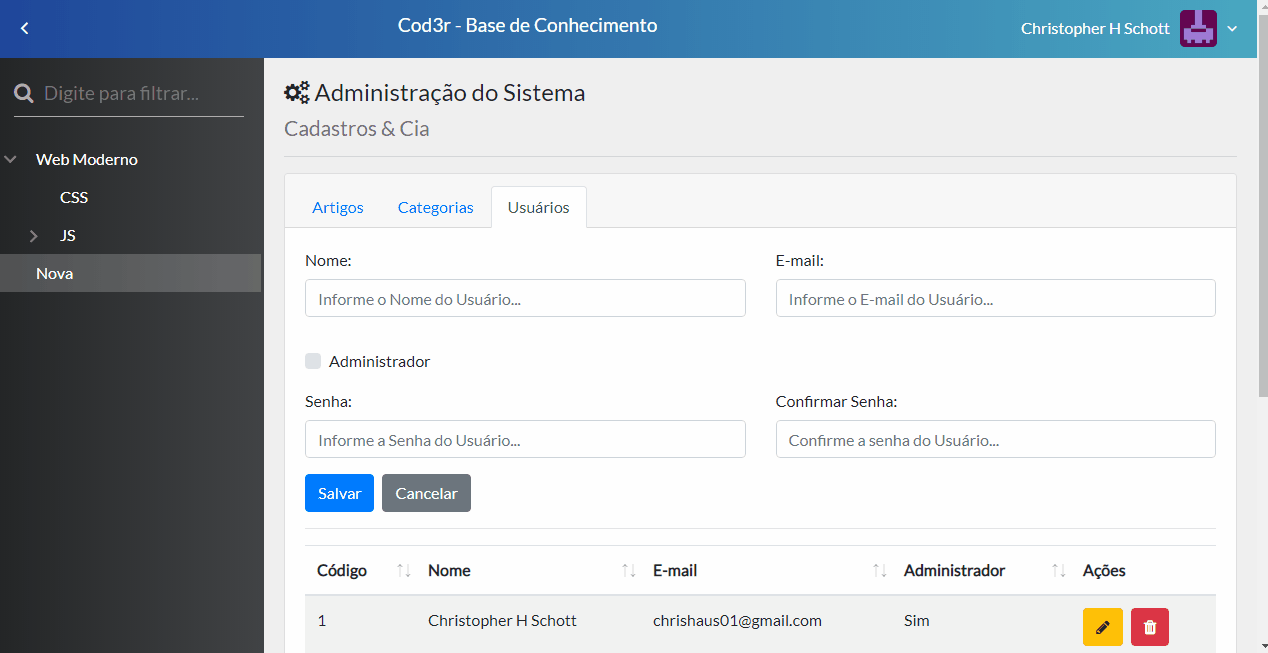 Cod3r - Base de Conhecimento
Christopher H Schott
Digite para filtrar...
Web Moderno
CSS
JS
Nova
Administração do Sistema
Cadastros & Cia
Artigos Categorias Usuários
Nome: E-mail:
Informe o Nome do Usuário... Informe o E-mail do Usuário...
Administrador
Senha: Confirmar Senha:
Informe a Senha do Usuário... Confirme a senha do Usuário...
Salvar Cancelar
Código Nome E-mail Administrador Ações
1 Christopher H Schott chrishaus01@gmail.com Sim